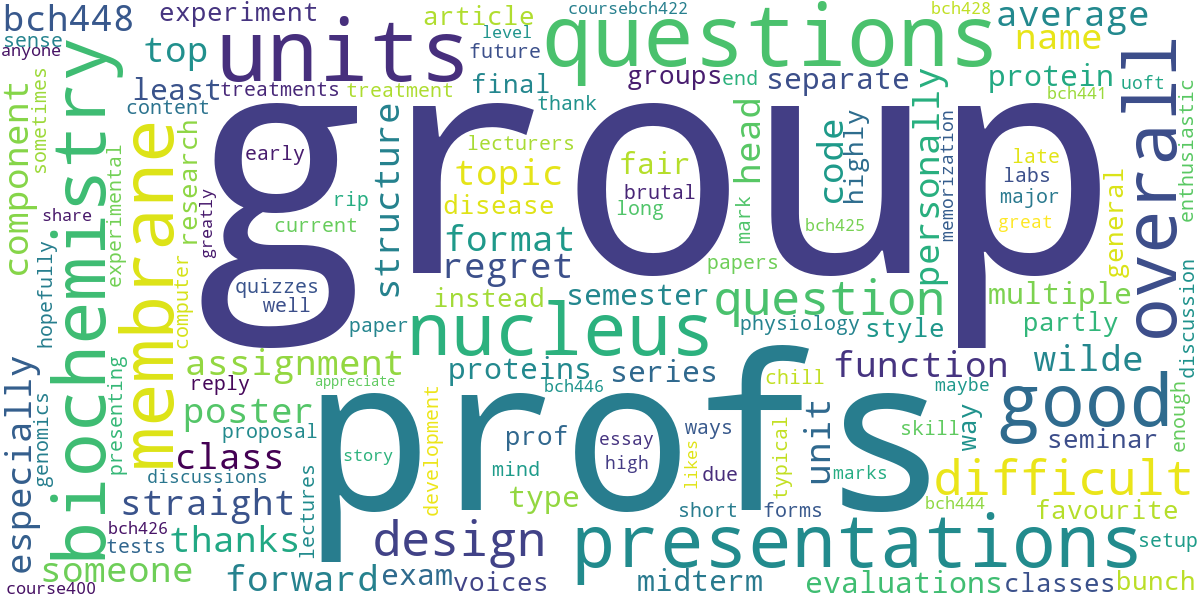 bch448
experiment
article
coursebch422
bch428
average
sense
anyone
top
units
level
future
questions
name
least
treatments
treatment
final
groups
end
separate
protein
uoft
content
thank
bch441
sometimes
component
biochemistry
membrane
research
experimental
structure
group
early
lecturers
topic
fair
brutal
long
disease
mark
head
code
highly
personally
memorization
late
labs
major
great
general
overall
enthusiastic
share
greatly
rip
current
bch425
format
regret
papers
hopefully
computer
quizzes
well
instead
semester
question
multiple
paper
nucleus
physiology
style
partly
discussion
assignment
proteins
series
function
wilde
reply
appreciate
bch446
chill
maybe
good
especially
genomics
presenting
poster
proposal
class
discussions
story
profs
development
prof
mind
type
essay
high
ways
likes
due
typical
unit
marks
skill
way
seminar
enough
difficult
straight
lectures
short
forms
bch444
favourite
bch426
tests
thanks
design
presentations
setup
someone
course400
forward
exam
voices
midterm
evaluations
classes
bunch